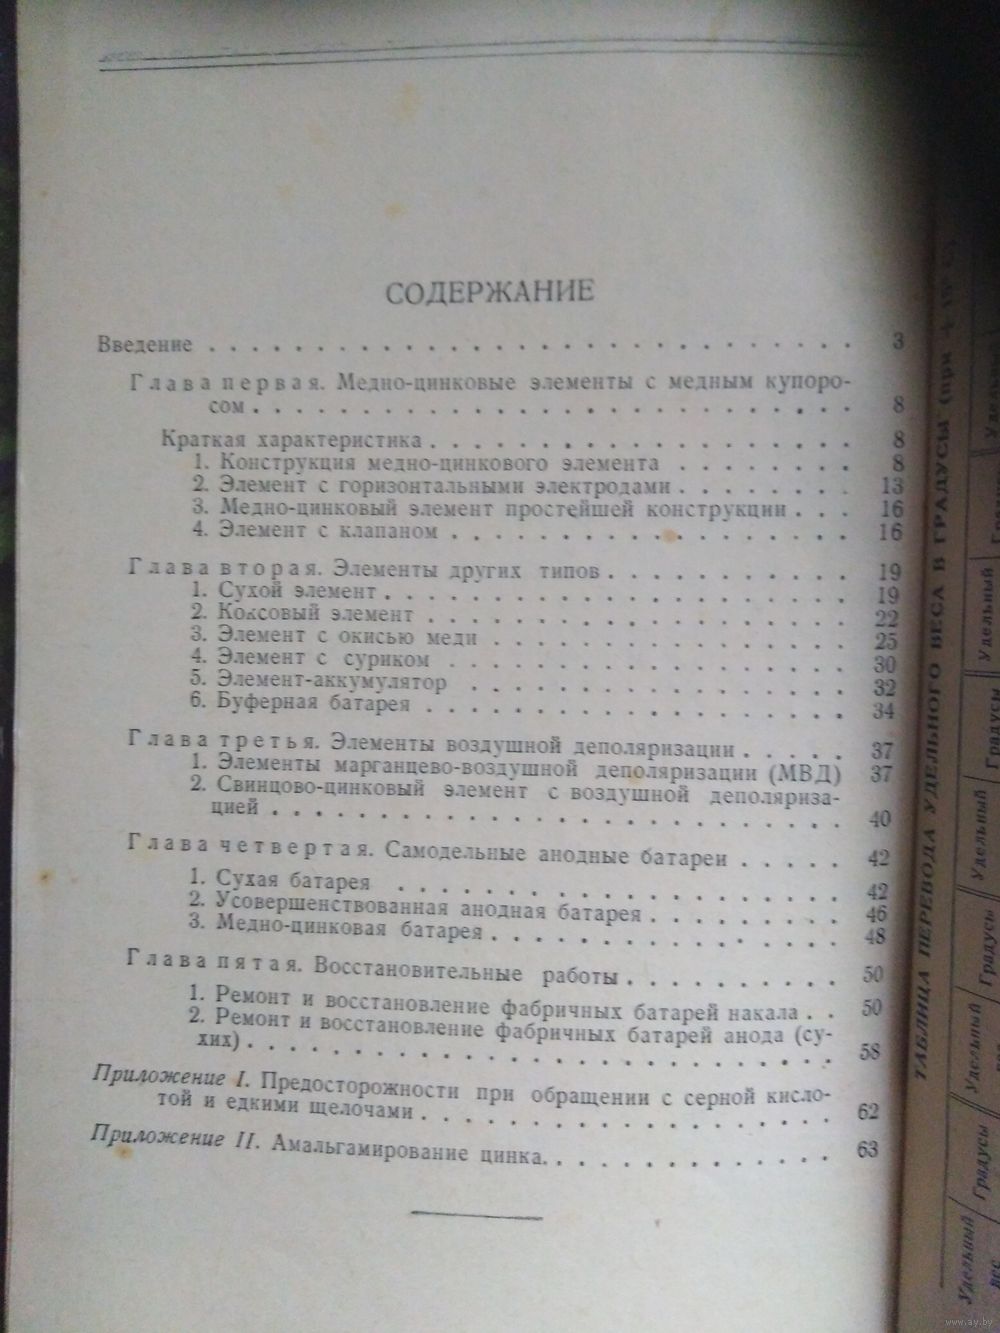 СОДЕРЖАНИЕ
Введение . . . . . . . . . . . . . . . . . . . . . . . . . 3
Глава первая. Медно-цинковые элементы с медным купоро-
сом . . . . . . . . . . . . . . . . . . . . . . . 8
Краткая характеристика . . . . . . . . . . . . . . . . 8
1. Конструкция медно-цинкового элемента . . . . . . . 8
2. Элемент с горизонтальными электродами . . . . . . . 13
3. Медно-цинковый элемент простейшей конструкции . . . 16
4. Элемент с клапаном . . . . . . . . . . . . . . . 16
Глава вторая. Элементы других типов . . . . . . . . . . 19
1. Сухой элемент . . . . . . . . . . . . . . . . . . 19
2. Коксовый элемент . . . . . . . . . . . . . . . . 22
3. Элемент с окисью меди . . . . . . . . . . . . . . 25
4. Элемент с суриком . . . . . . . . . . . . . . . 30
5. Элемент-аккумулятор . . . . . . . . . . . . . . 32
6. Буферная батарея . . . . . . . . . . . . . . . . 34
Глава третья. Элементы воздушной деполяризации . . . . . 37
1. Элементы марганцево-воздушной деполяризации (МВД) 37
2. Свинцово-цинковый элемент с воздушной деполяриза-
цией . . . . . . . . . . . . . . . . . . . . . . 40
Глава четвертая. Самодельные анодные батареи . . . . . 42
1. Сухая батарея . . . . . . . . . . . . . . . . . 42
2. Усовершенствованная анодная батарея . . . . . . . . 46
3. Медно-цинковая батарея . . . . . . . . . . . . . . 48
Глава пятая. Восстановительные работы . . . . . . . . . 50
1. Ремонт и восстановление фабричных батарей накала . . 50
2. Ремонт и восстановление фабричных батарей анода (су-
хих) . . . . . . . . . . . . . . . . . . . . . . 58
Приложение I. Предосторожности при обращении с серной кисло-
той и едкими щелочами . . . . . . . . . . . . . . . 62
Приложение II. Амальгамирование цинка . . . . . . . . . . 63
ТАБЛИЦА ПЕРЕВОДА УДЕЛЬНОГО ВЕСА В ГРАДУСЫ (при
Удельный
вес
Градусы
Удельный
Градусы
Удельный
Градусы
Удельный
www.ay.by